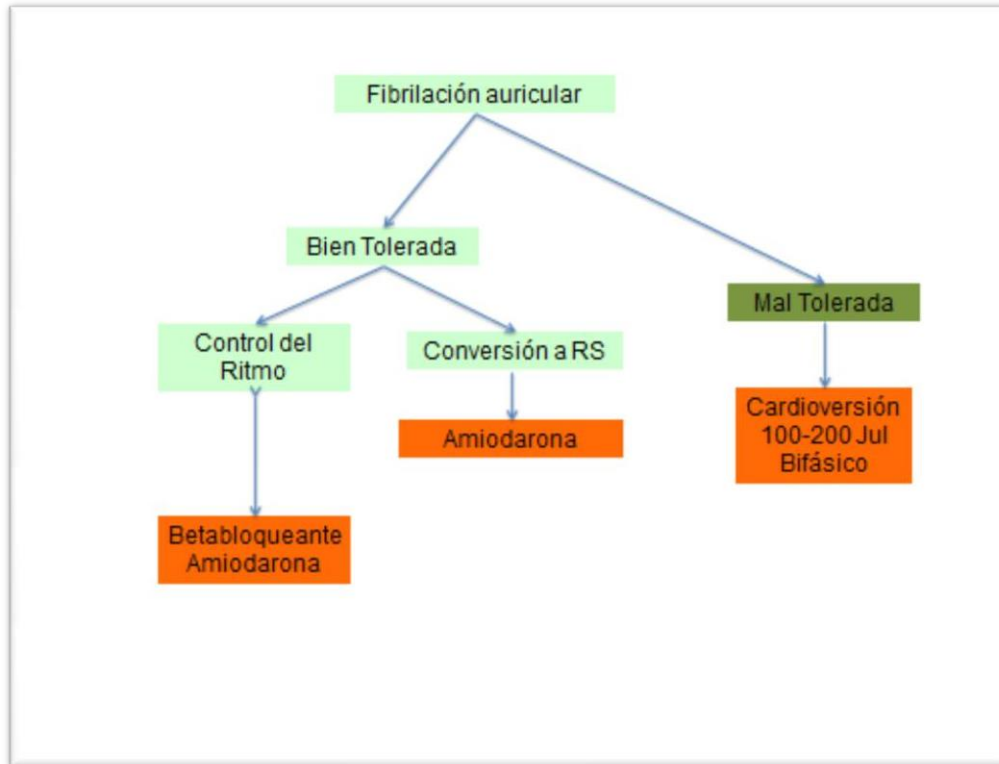 Fibrilación auricular
Bien Tolerada
Mal Tolerada
Control del
Ritmo
Conversión a RS
Amiodarona
Cardioversión
100-200 Jul
Bifásico
Betabloqueante
Amiodarona